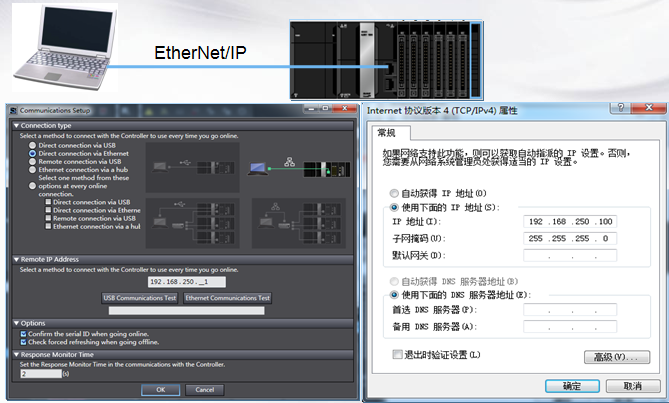 EtherNet/IP
Communications Setup
Connection type
Select a method to connect with the Controller to use every time you go online.
Direct connection via USB
Direct connection via Ethernet
Remote connection via USB
Ethernet connection via a hub
Select one method from these
options at every online
connection.
Direct connection via USB
Direct connection via Etherne
Remote connection via USB
Ethernet connection via a hul
Remote IP Address
Select a method to connect with the Controller to use every time you go online.
192.168.250.__1
USB Communications Test
Ethernet Communications Test
Options
Confirm the serial ID when going online.
Check forced refreshing when going offline.
Response Monitor Time
Set the Response Monitor Time in the communications with the Controller.
2 (s)
OK
Cancel
Internet 协议版本 4 (TCP/IPv4) 属性
常规
如果网络支持此功能，则可以获取自动指派的 IP 设置。否则，
您需要从网络系统管理员处获得适当的 IP 设置。
自动获得 IP 地址(O)
使用下面的 IP 地址(S):
IP 地址(I): 192 .168 .250 .100
子网掩码(U): 255 .255 .255 . 0
默认网关(D): . . .
自动获得 DNS 服务器地址(B)
使用下面的 DNS 服务器地址(E):
首选 DNS 服务器(P): . . .
备用 DNS 服务器(A): . . .
退出时验证设置(L)
高级(V)...
确定
取消